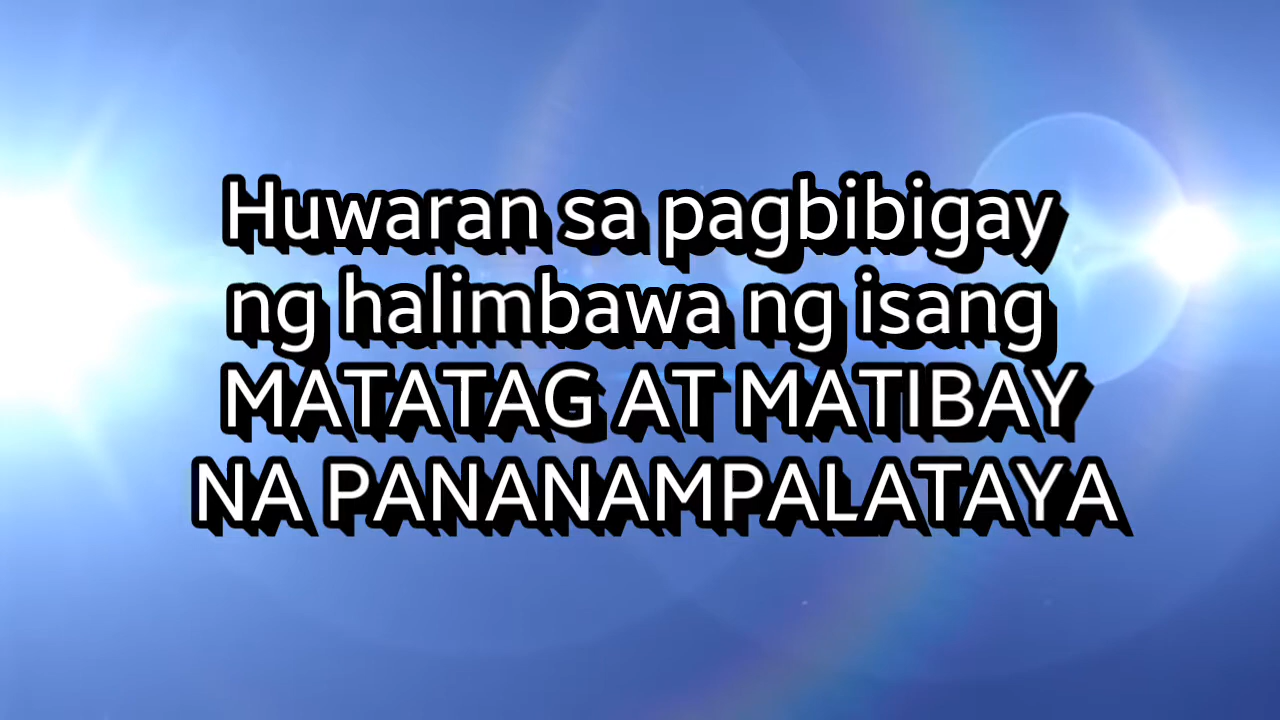 Huwaran sa pagbibigay
ng halimbawa ng isang
MATATAG AT MATIBAY
NA PANANAMPALATAYA